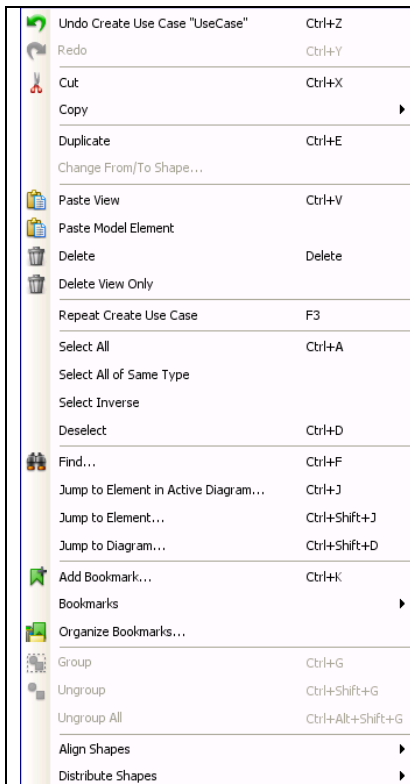 Undo Create Use Case "UseCase" Ctrl+Z
Redo Ctrl+Y
Cut Ctrl+X
Copy
Duplicate Ctrl+E
Change From/To Shape...
Paste View Ctrl+V
Paste Model Element
Delete Delete
Delete View Only
Repeat Create Use Case F3
Select All Ctrl+A
Select All of Same Type
Select Inverse
Deselect Ctrl+D
Find... Ctrl+F
Jump to Element in Active Diagram... Ctrl+J
Jump to Element... Ctrl+Shift+J
Jump to Diagram... Ctrl+Shift+D
Add Bookmark... Ctrl+K
Bookmarks
Organize Bookmarks...
Group Ctrl+G
Ungroup Ctrl+Shift+G
Ungroup All Ctrl+Alt+Shift+G
Align Shapes
Distribute Shapes